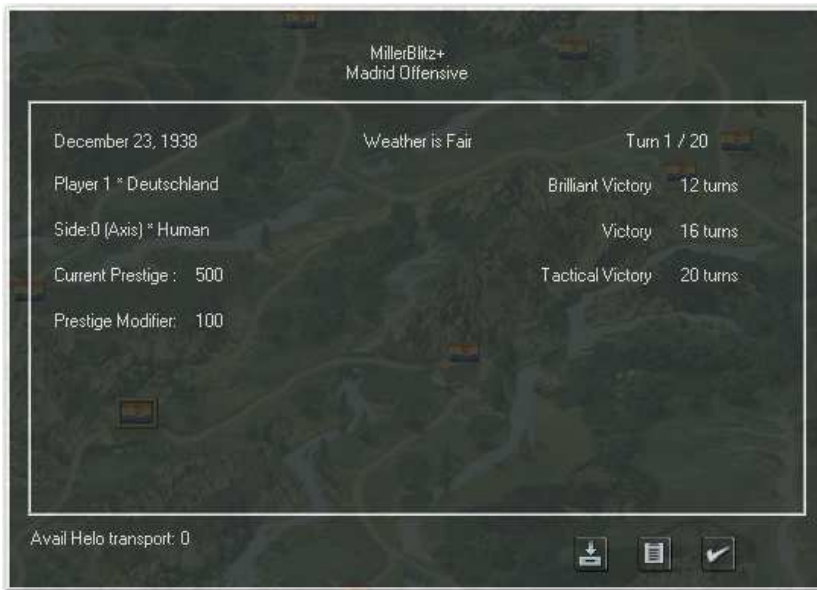 MillerBlitz+
Madrid Offensive
December 23, 1938 Weather is Fair Turn 1 / 20
Player 1 * Deutschland Brilliant Victory 12 turns
Side:0 (Axis) * Human Victory 16 turns
Current Prestige : 500 Tactical Victory 20 turns
Prestige Modifier: 100
Avail Helo transport: 0